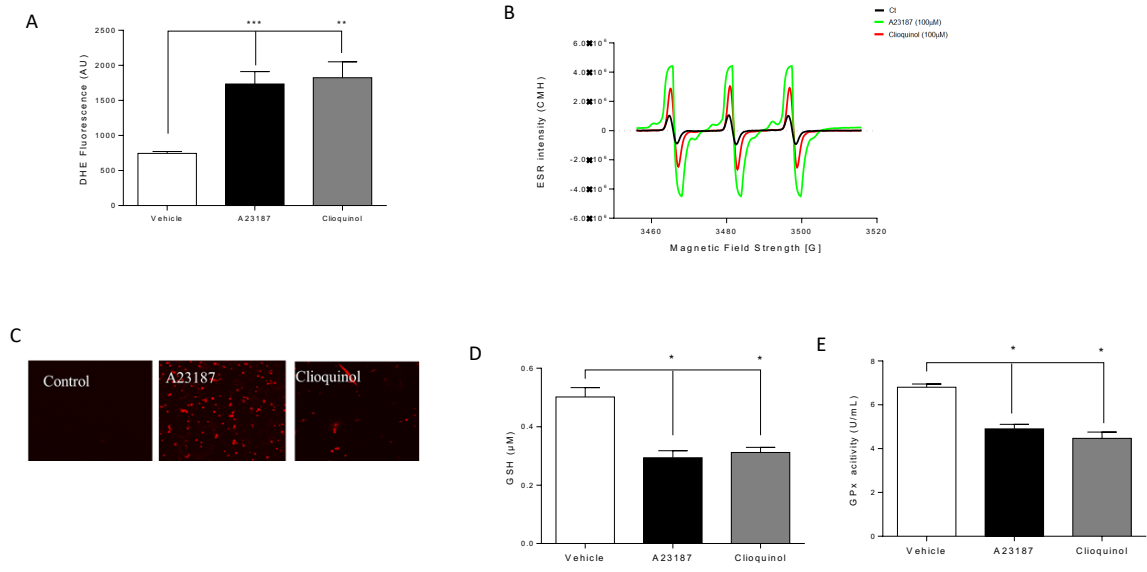 A
DHE Fluorescence (AU)
2500
2000
1500
1000
500
0
***
**
Vehicle
A23187
Clioquinol
B
Ct
A23187 (100µM)
Clioquinol (100µM)
ESR intensity (CMH)
6.0✖10⁶
4.0✖10⁶
2.0✖10⁶
0
-2.0✖10⁶
-4.0✖10⁶
-6.0✖10⁶
3460
3480
3500
3520
Magnetic Field Strength [G]
C
Control
A23187
Clioquinol
D
GSH (µM)
0.6
0.4
0.2
0.0
*
*
Vehicle
A23187
Clioquinol
E
GPx acitivity (U/mL)
8
6
4
2
0
*
*
Vehicle
A23187
Clioquinol